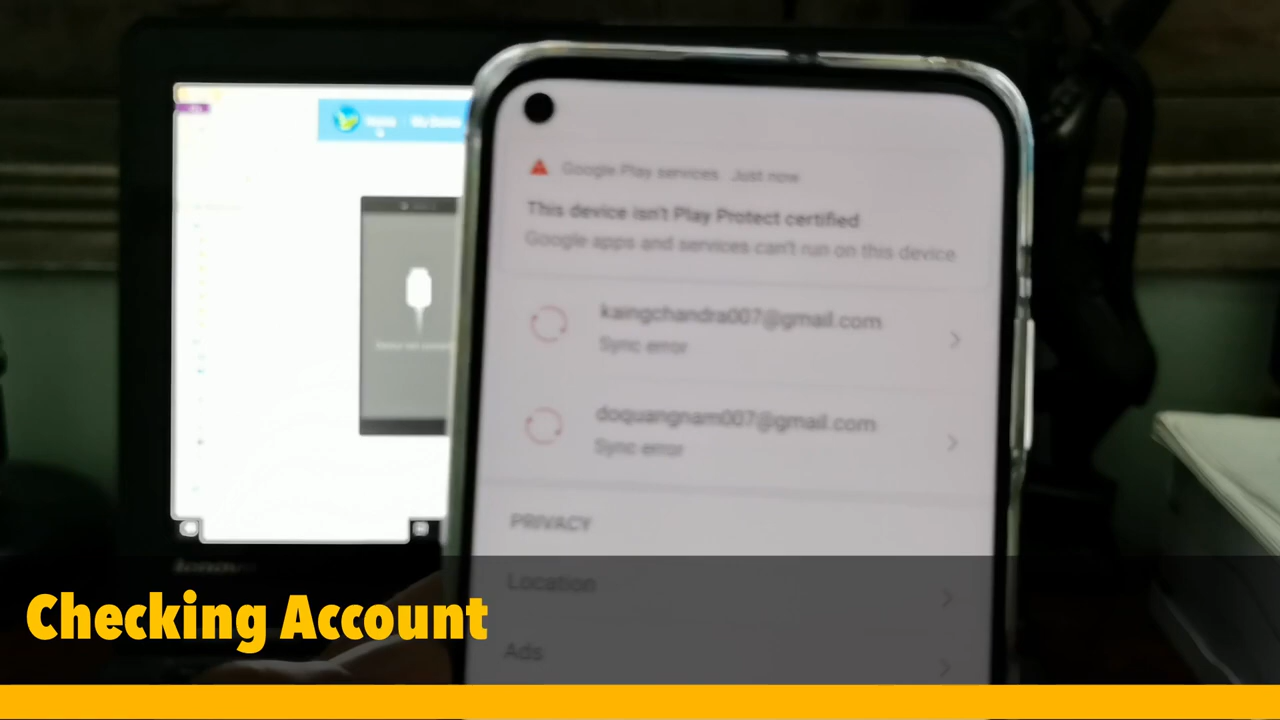 Google Play services Just now
This device isn't Play Protect certified
Google apps and services can't run on this device
kaingchandra007@gmail.com
Sync error
doquangnam007@gmail.com
Sync error
PRIVACY
Location
Ads
lenovo
Checking Account